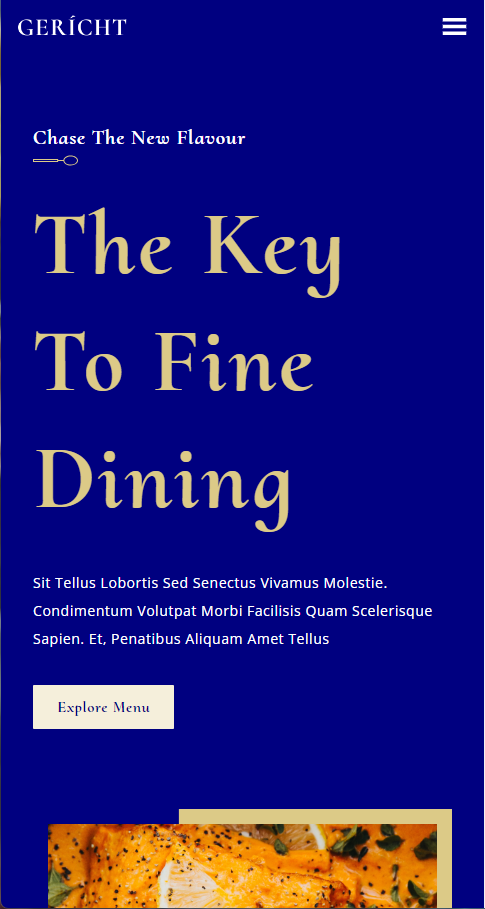 GERÍCHT
Chase The New Flavour
The Key
To Fine
Dining
Sit Tellus Lobortis Sed Senectus Vivamus Molestie.
Condimentum Volutpat Morbi Facilisis Quam Scelerisque
Sapien. Et, Penatibus Aliquam Amet Tellus
Explore Menu